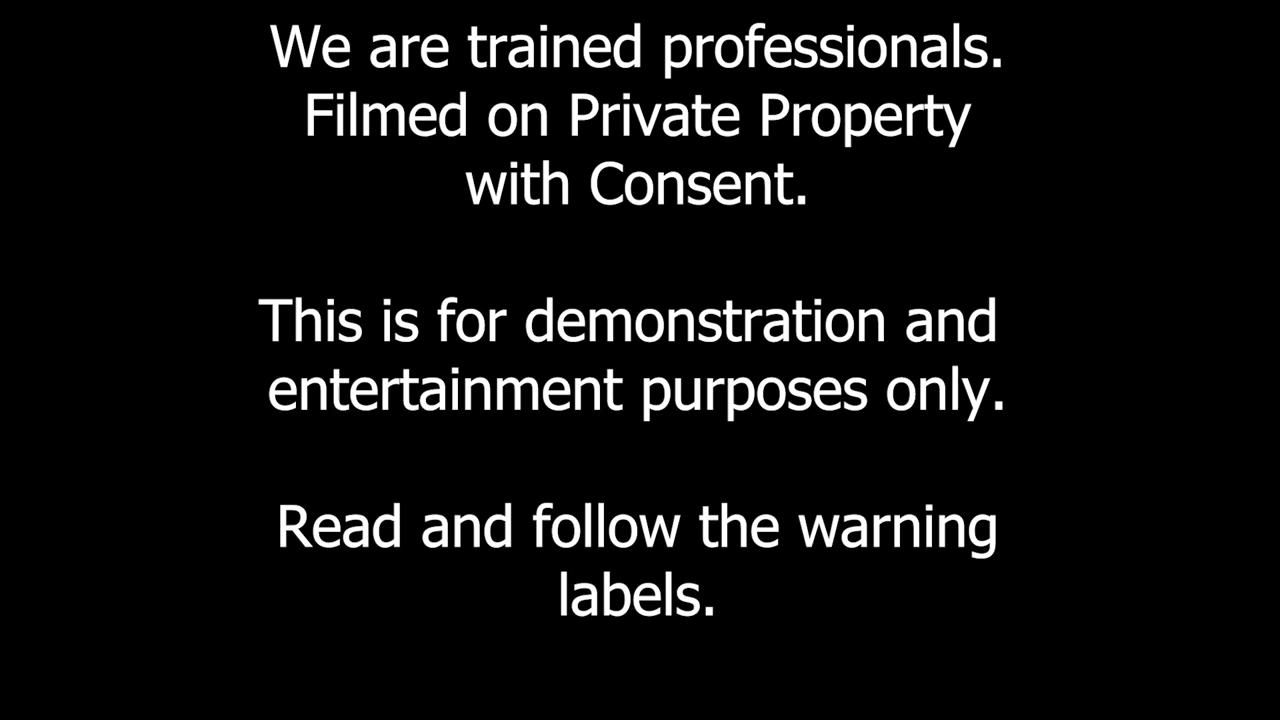 We are trained professionals.
Filmed on Private Property
with Consent.
This is for demonstration and
entertainment purposes only.
Read and follow the warning
labels.